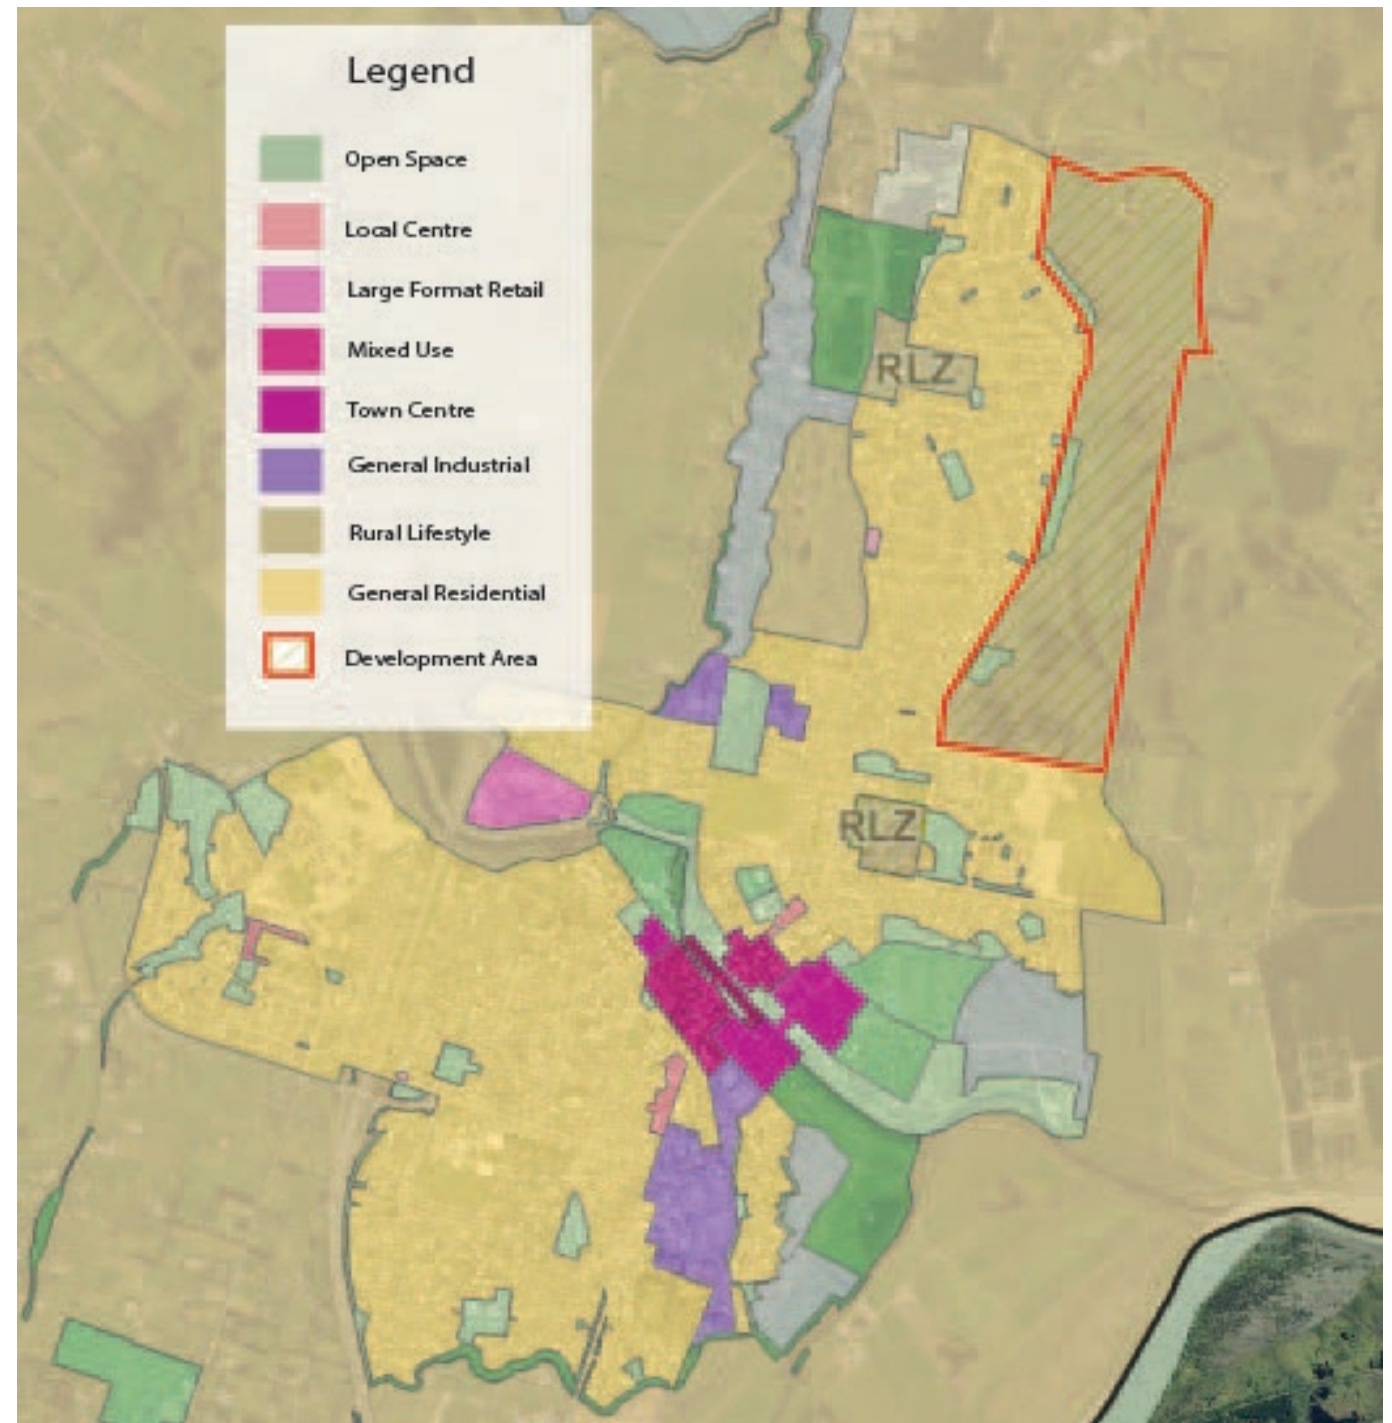 Legend
Open Space
Local Centre
Large Format Retail
Mixed Use
Town Centre
General Industrial
Rural Lifestyle
General Residential
Development Area
RLZ
RLZ